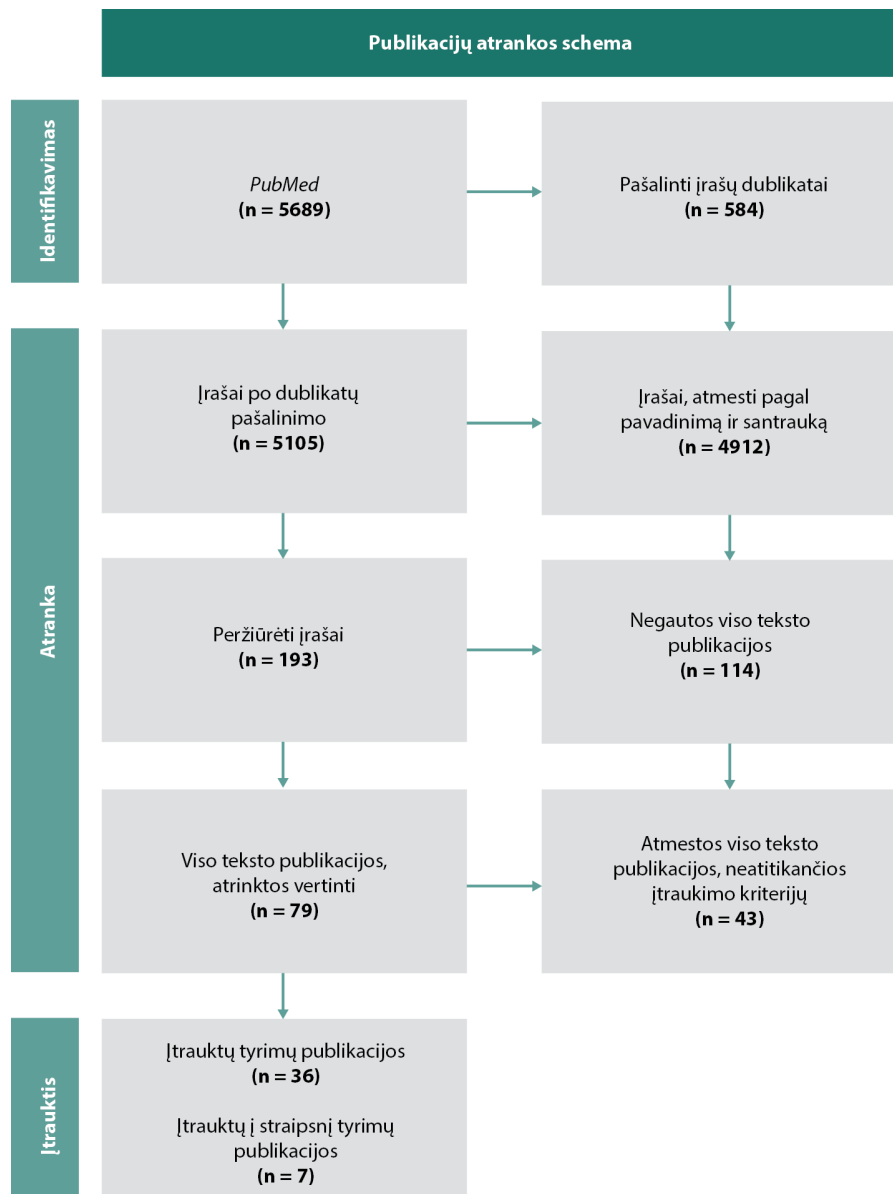 Publikacijų atrankos schema
Identifikavimas
PubMed
(n = 5689)
Pašalinti įrašų dublikatai
(n = 584)
Atranka
Įrašai po dublikatų
pašalinimo
(n = 5105)
Įrašai, atmesti pagal
pavadinimą ir santrauką
(n = 4912)
Peržiūrėti įrašai
(n = 193)
Negautos viso teksto
publikacijos
(n = 114)
Viso teksto publikacijos,
atrinktos vertinti
(n = 79)
Atmestos viso teksto
publikacijos, neatitikančios
įtraukimo kriterijų
(n = 43)
Įtrauktis
Įtrauktų tyrimų publikacijos
(n = 36)
Įtrauktų į straipsnį tyrimų
publikacijos
(n = 7)